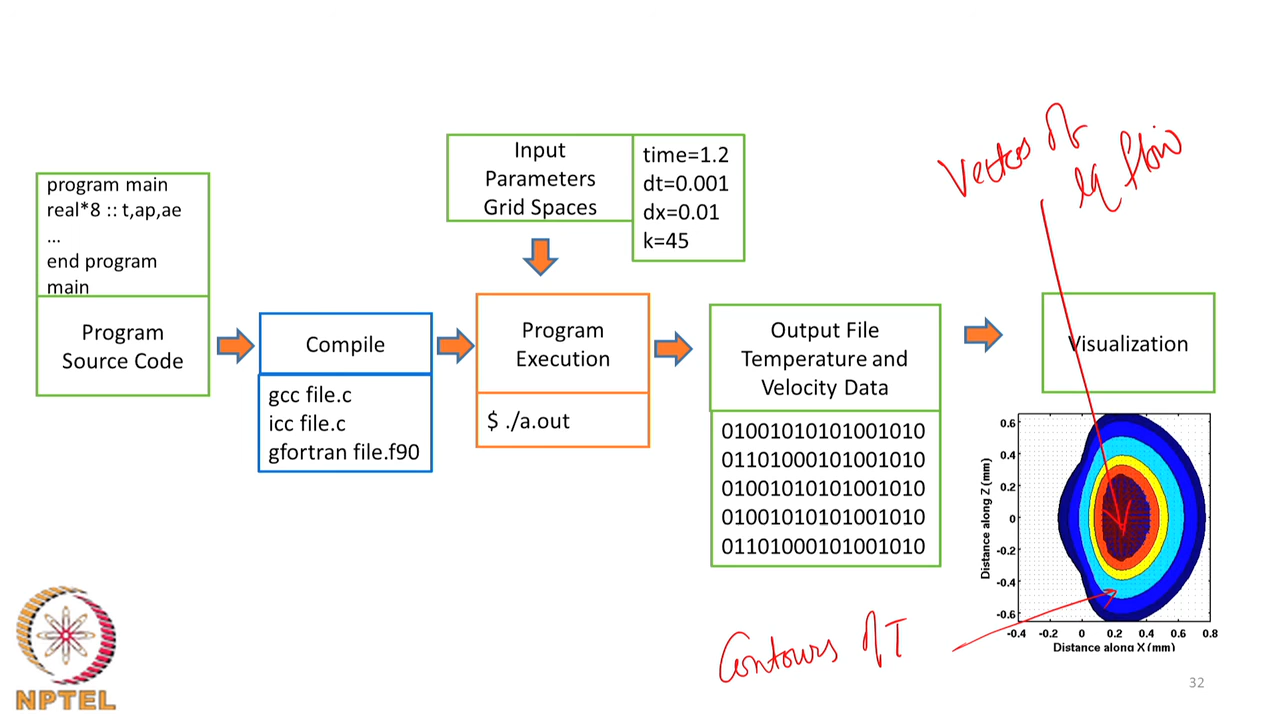 program main
real*8 :: t,ap,ae
...
end program
main
Program
Source Code
Compile
gcc file.c
icc file.c
gfortran file.f90
Input
Parameters
Grid Spaces
time=1.2
dt=0.001
dx=0.01
k=45
Program
Execution
$ ./a.out
Output File
Temperature and
Velocity Data
01001010101001010
01101000101001010
01001010101001010
01001010101001010
01101000101001010
Vectors of
liq flow
Visualization
Distance along Z (mm)
0.6
0.4
0.2
0
-0.2
-0.4
-0.6
-0.4 -0.2 0 0.2 0.4 0.6 0.8
Distance along X (mm)
Contours of T
NPTEL
32